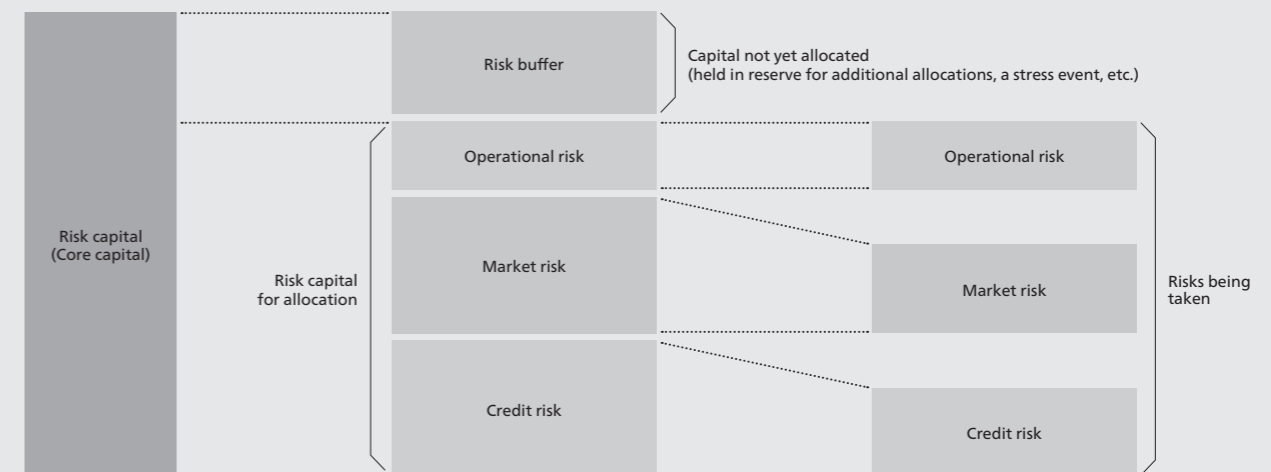 Risk buffer
Capital not yet allocated
(held in reserve for additional allocations, a stress event, etc.)
Operational risk
Operational risk
Risk capital
(Core capital)
Risk capital
for allocation
Market risk
Market risk
Risks being
taken
Credit risk
Credit risk